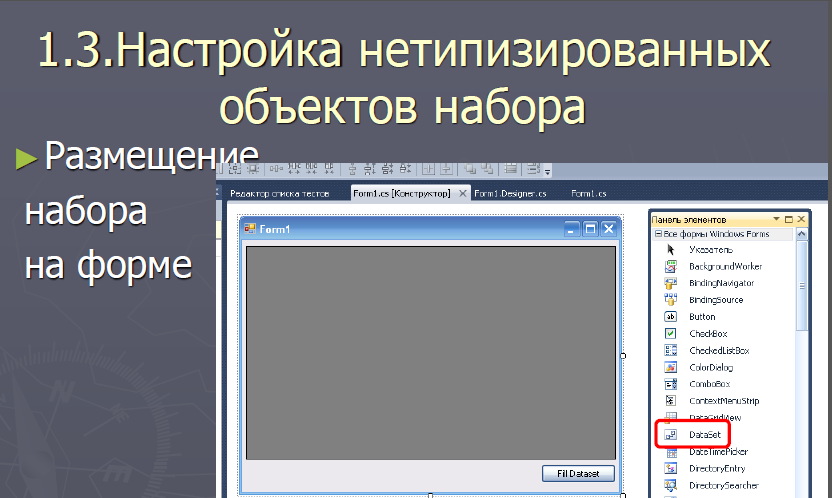 1.3.Настройка нетипизированных
объектов набора
Размещение
набора
на форме
Редактор списка тестов
Form1.cs [Конструктор]
Form1.Designer.cs
Form1.cs
Form1
Fill Dataset
Панель элементов
Все формы Windows Forms
Указатель
BackgroundWorker
BindingNavigator
BindingSource
Button
CheckBox
CheckedListBox
ColorDialog
ComboBox
ContextMenuStrip
DataGridView
DataSet
DateTimePicker
DirectoryEntry
DirectorySearcher